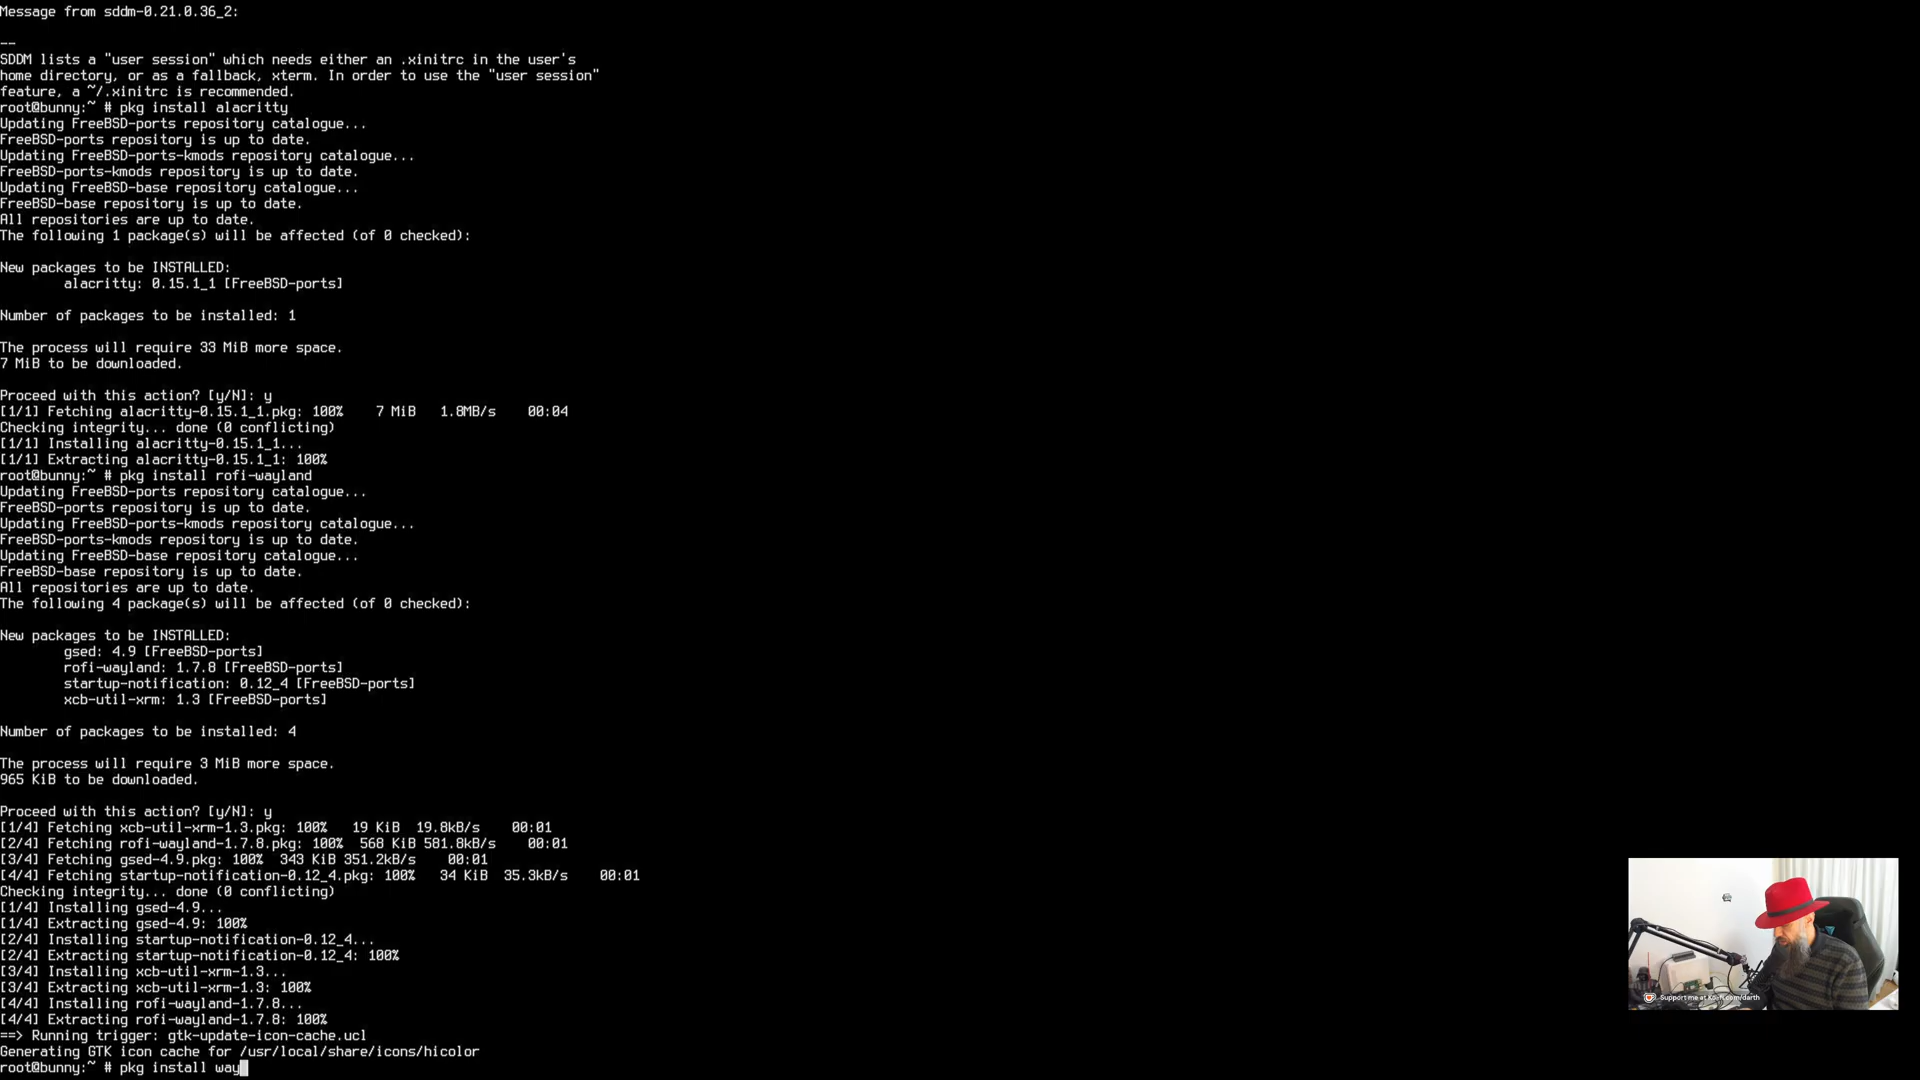 Message from sddm-0.21.0.36_2:
--
SDDM lists a "user session" which needs either an .xinitrc in the user's
home directory, or as a fallback, xterm. In order to use the "user session"
feature, a ~/.xinitrc is recommended.
root@bunny:~ # pkg install alacritty
Updating FreeBSD-ports repository catalogue...
FreeBSD-ports repository is up to date.
Updating FreeBSD-ports-kmods repository catalogue...
FreeBSD-ports-kmods repository is up to date.
Updating FreeBSD-base repository catalogue...
FreeBSD-base repository is up to date.
All repositories are up to date.
The following 1 package(s) will be affected (of 0 checked):
New packages to be INSTALLED:
alacritty: 0.15.1_1 [FreeBSD-ports]
Number of packages to be installed: 1
The process will require 33 MiB more space.
7 MiB to be downloaded.
Proceed with this action? [y/N]: y
[1/1] Fetching alacritty-0.15.1_1.pkg: 100% 7 MiB 1.8MB/s 00:04
Checking integrity... done (0 conflicting)
[1/1] Installing alacritty-0.15.1_1...
[1/1] Extracting alacritty-0.15.1_1: 100%
root@bunny:~ # pkg install rofi-wayland
Updating FreeBSD-ports repository catalogue...
FreeBSD-ports repository is up to date.
Updating FreeBSD-ports-kmods repository catalogue...
FreeBSD-ports-kmods repository is up to date.
Updating FreeBSD-base repository catalogue...
FreeBSD-base repository is up to date.
All repositories are up to date.
The following 4 package(s) will be affected (of 0 checked):
New packages to be INSTALLED:
gsed: 4.9 [FreeBSD-ports]
rofi-wayland: 1.7.8 [FreeBSD-ports]
startup-notification: 0.12_4 [FreeBSD-ports]
xcb-util-xrm: 1.3 [FreeBSD-ports]
Number of packages to be installed: 4
The process will require 3 MiB more space.
965 KiB to be downloaded.
Proceed with this action? [y/N]: y
[1/4] Fetching xcb-util-xrm-1.3.pkg: 100% 19 KiB 19.8kB/s 00:01
[2/4] Fetching rofi-wayland-1.7.8.pkg: 100% 568 KiB 581.8kB/s 00:01
[3/4] Fetching gsed-4.9.pkg: 100% 343 KiB 351.2kB/s 00:01
[4/4] Fetching startup-notification-0.12_4.pkg: 100% 34 KiB 35.3kB/s 00:01
Checking integrity... done (0 conflicting)
[1/4] Installing gsed-4.9...
[1/4] Extracting gsed-4.9: 100%
[2/4] Installing startup-notification-0.12_4...
[2/4] Extracting startup-notification-0.12_4: 100%
[3/4] Installing xcb-util-xrm-1.3...
[3/4] Extracting xcb-util-xrm-1.3: 100%
[4/4] Installing rofi-wayland-1.7.8...
[4/4] Extracting rofi-wayland-1.7.8: 100%
==> Running trigger: gtk-update-icon-cache.ucl
Generating GTK icon cache for /usr/local/share/icons/hicolor
root@bunny:~ # pkg install way
Support me at Ko-fi.com/darth